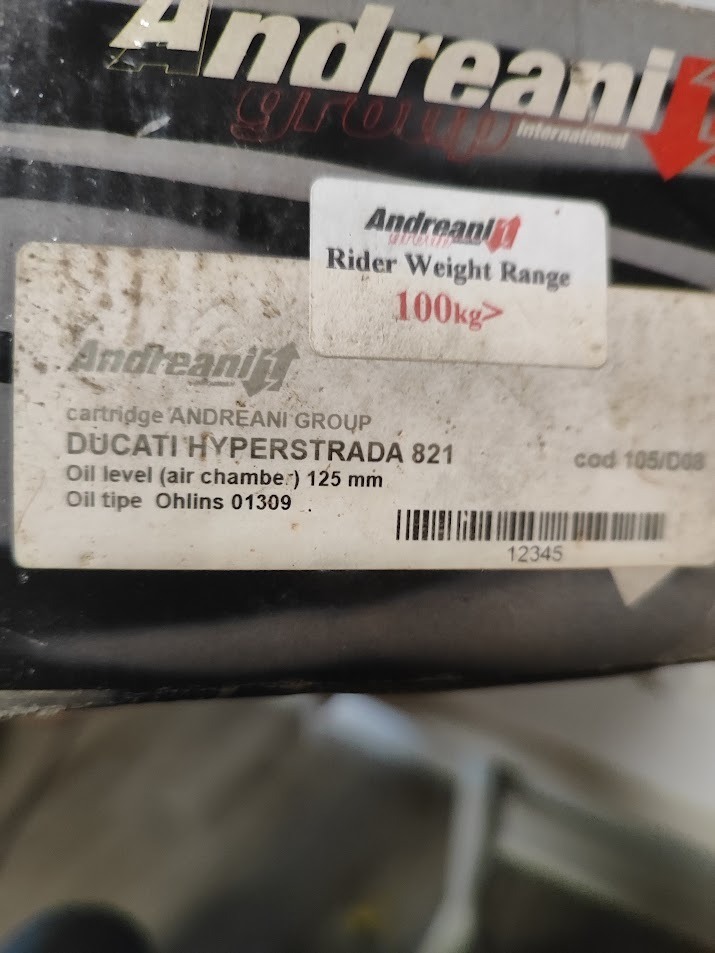 Andreani
group
International
Andreani
group
Rider Weight Range
100kg>
Andreani
cartridge ANDREANI GROUP
DUCATI HYPERSTRADA 821
cod 105/D08
Oil level (air chamber) 125 mm
Oil tipe Ohlins 01309
12345